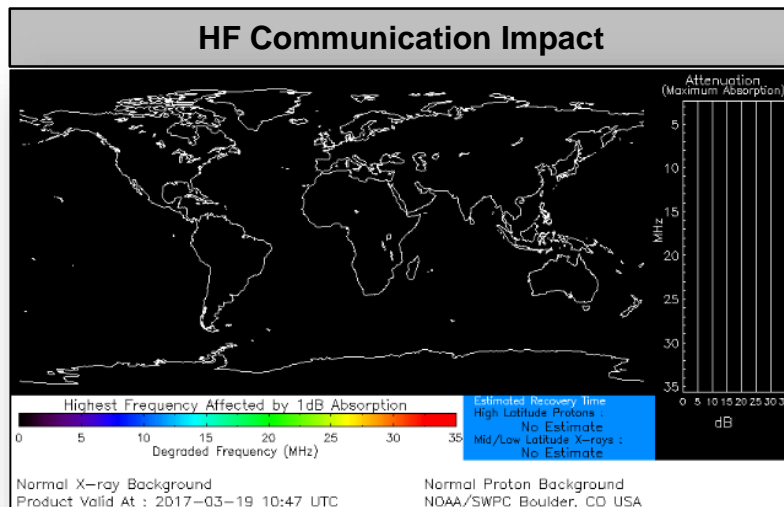 HF Communication Impact
Attenuation
(Maximum Absorption)
5
10
15
20
25
30
35
MHz
0 5 10 15 20 25 30
dB
Highest Frequency Affected by 1dB Absorption
0 5 10 15 20 25 30 35
Degraded Frequency (MHz)
Estimated Recovery Time
High Latitude Protons :
No Estimate
Mid/Low Latitude X-rays :
No Estimate
Normal X-ray Background
Normal Proton Background
Product Valid At : 2017-03-19 10:47 UTC
NOAA/SWPC Boulder, CO USA